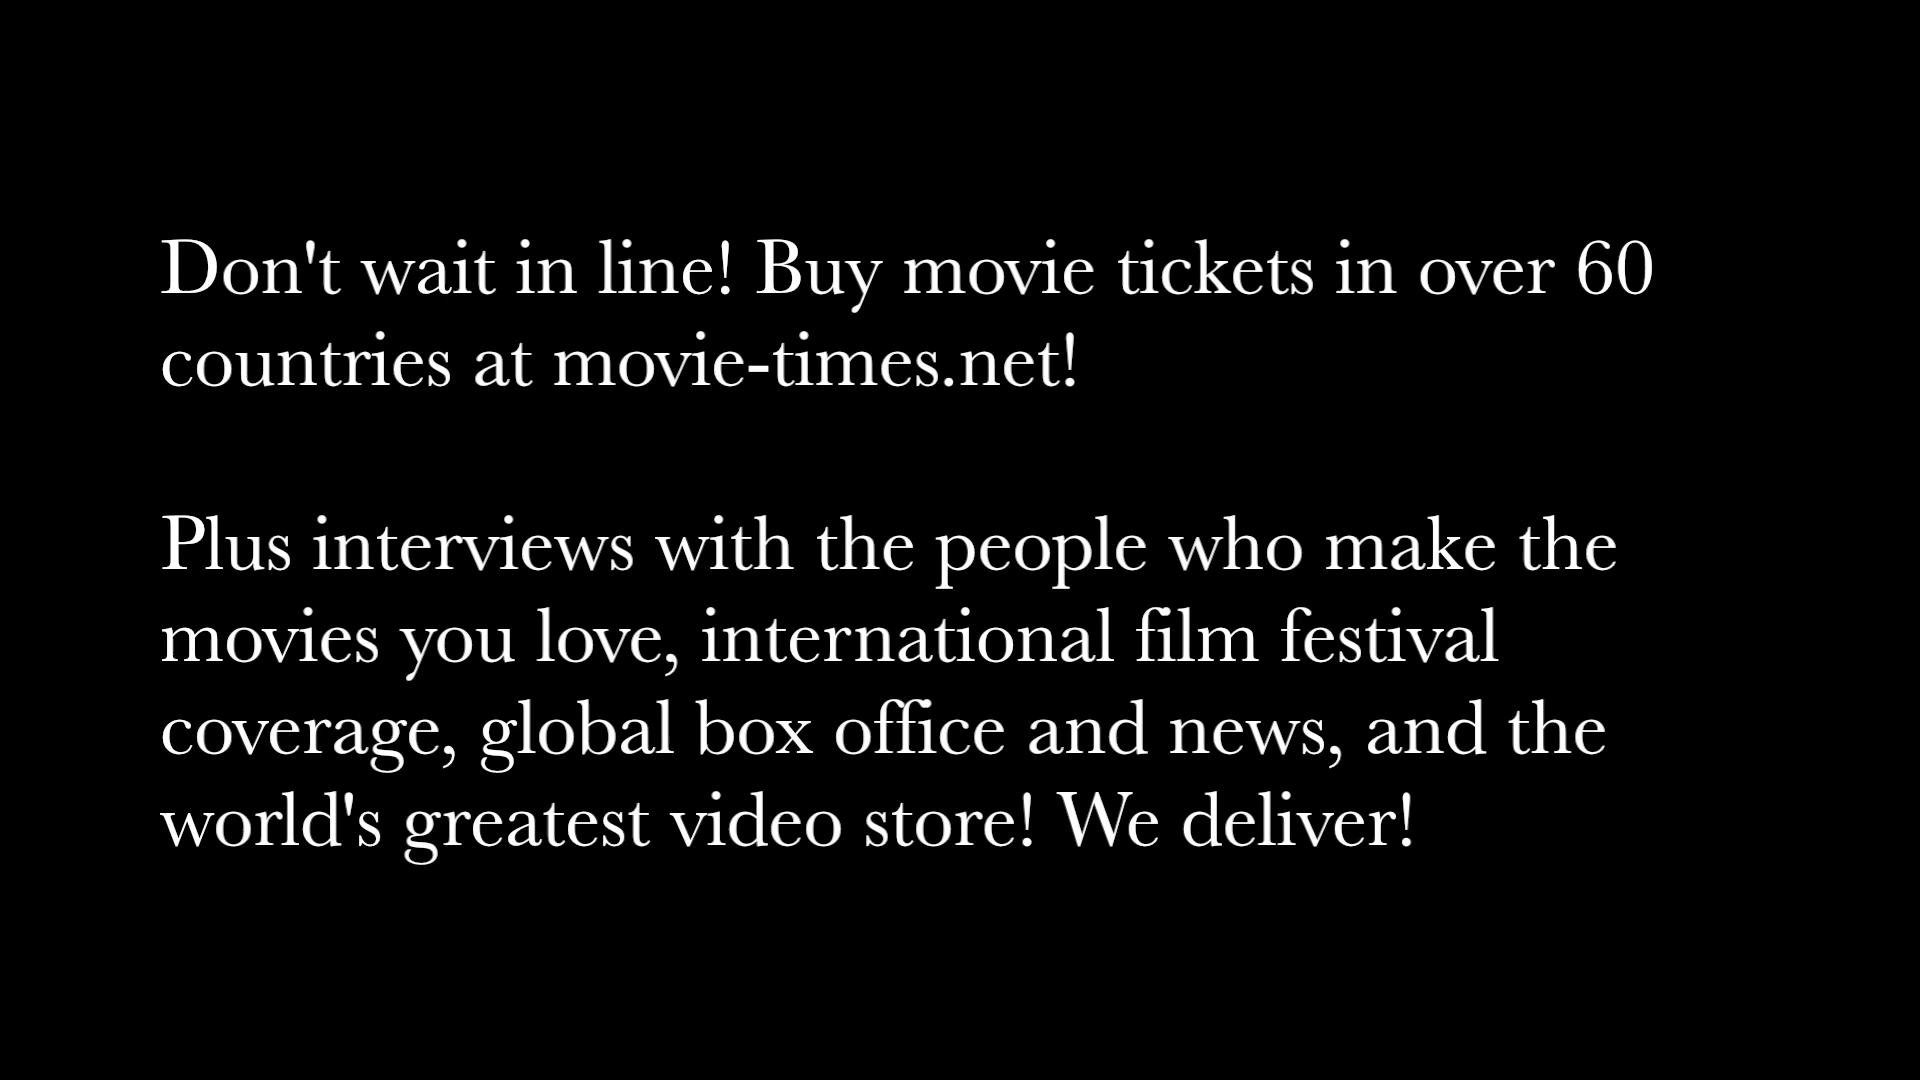 Don't wait in line! Buy movie tickets in over 60
countries at movie-times.net!
Plus interviews with the people who make the
movies you love, international film festival
coverage, global box office and news, and the
world's greatest video store! We deliver!